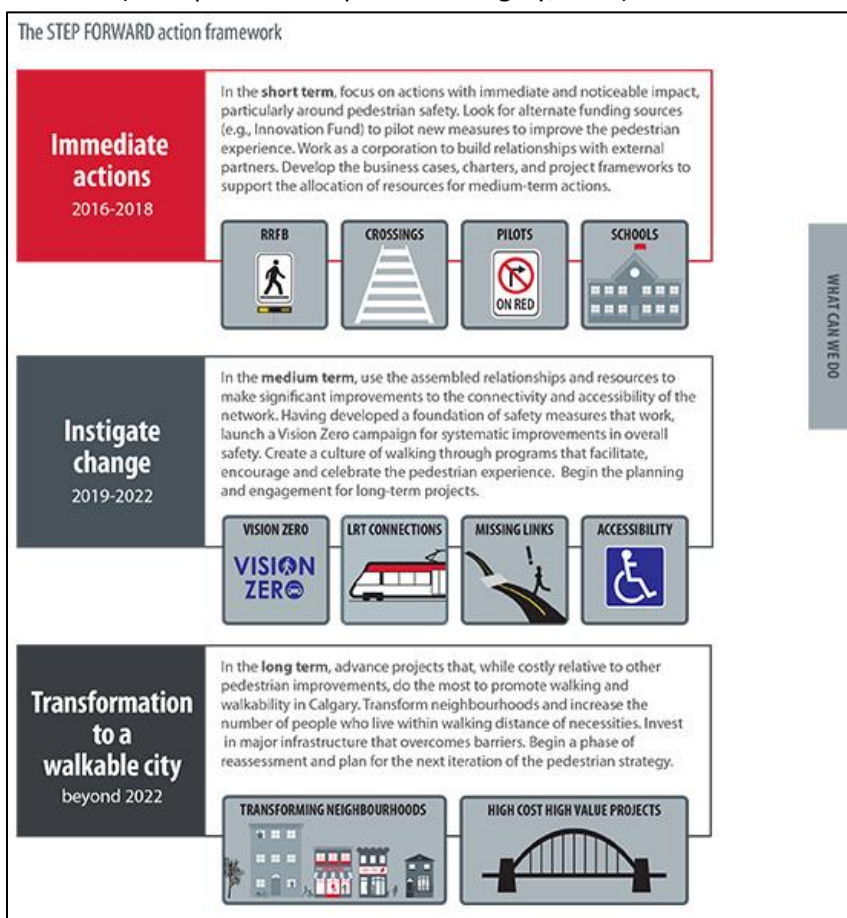 The STEP FORWARD action framework
Immediate
actions
2016-2018
In the short term, focus on actions with immediate and noticeable impact,
particularly around pedestrian safety. Look for alternate funding sources
(e.g., Innovation Fund) to pilot new measures to improve the pedestrian
experience. Work as a corporation to build relationships with external
partners. Develop the business cases, charters, and project frameworks to
support the allocation of resources for medium-term actions.
RRFB
CROSSINGS
PILOTS
ON RED
SCHOOLS
WHAT CAN WE DO
Instigate
change
2019-2022
In the medium term, use the assembled relationships and resources to
make significant improvements to the connectivity and accessibility of the
network. Having developed a foundation of safety measures that work,
launch a Vision Zero campaign for systematic improvements in overall
safety. Create a culture of walking through programs that facilitate,
encourage and celebrate the pedestrian experience. Begin the planning
and engagement for long-term projects.
VISION ZERO
VISION
ZERO
LRT CONNECTIONS
MISSING LINKS
!
ACCESSIBILITY
Transformation
to a
walkable city
beyond 2022
In the long term, advance projects that, while costly relative to other
pedestrian improvements, do the most to promote walking and
walkability in Calgary. Transform neighbourhoods and increase the
number of people who live within walking distance of necessities. Invest
in major infrastructure that overcomes barriers. Begin a phase of
reassessment and plan for the next iteration of the pedestrian strategy.
TRANSFORMING NEIGHBOURHOODS
HIGH COST HIGH VALUE PROJECTS